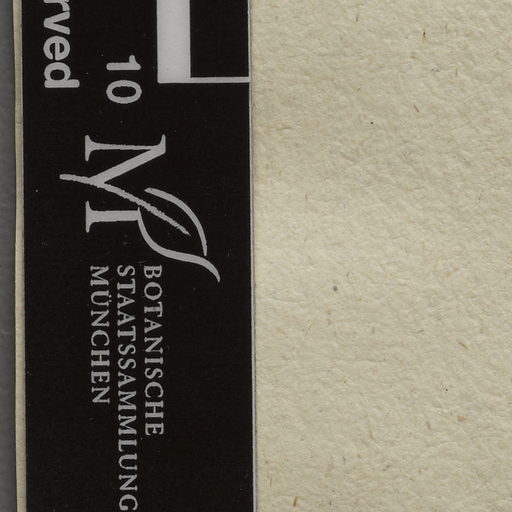 rved
10
BOTANISCHE
STAATSSAMMLUNG
MÜNCHEN